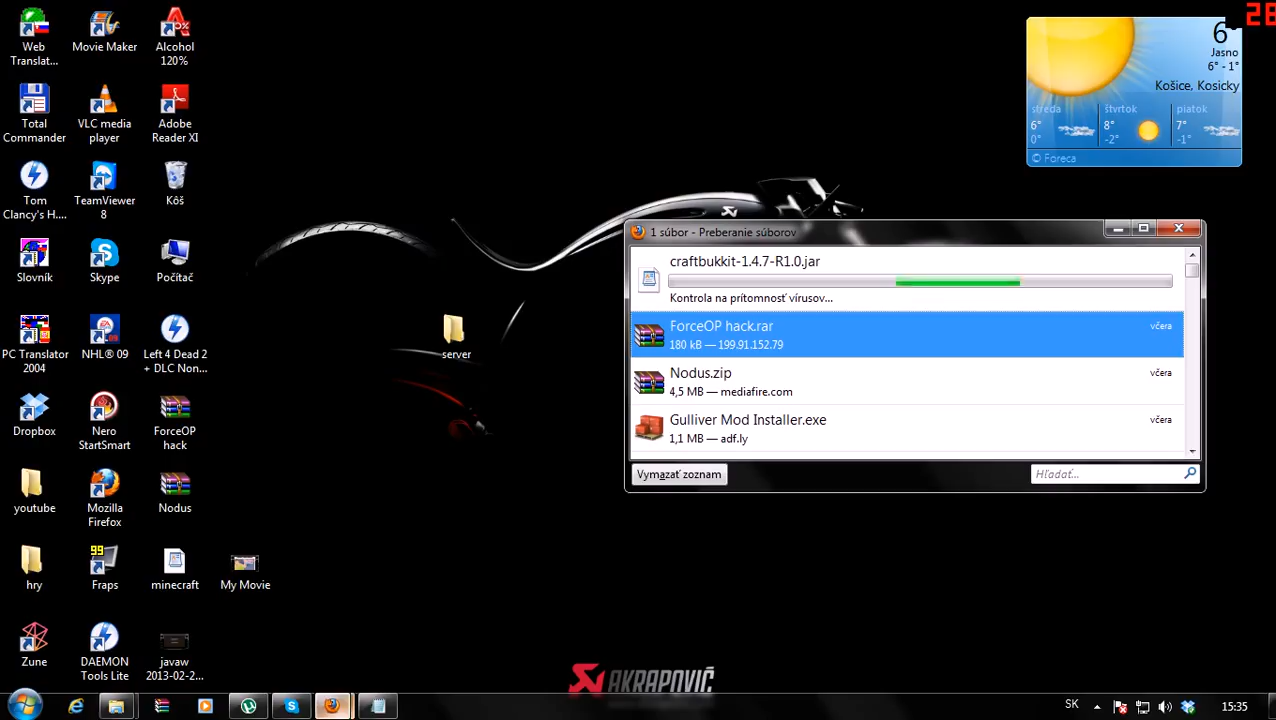 Web
Translat...
Movie Maker
Alcohol
120%
Total
Commander
VLC media
player
Adobe
Reader XI
Tom
Clancy's H....
TeamViewer
8
Kôš
Slovník
Skype
Počítač
PC Translator
2004
NHL® 09
Left 4 Dead 2
+ DLC Non...
Dropbox
Nero
StartSmart
ForceOP
hack
youtube
Mozilla
Firefox
Nodus
hry
99
Fraps
minecraft
My Movie
Zune
DAEMON
Tools Lite
javaw
2013-02-2...
server
28
6°
Jasno
6° - 1°
Košice, Kosicky
streda
6°
0°
štvrtok
8°
-2°
piatok
7°
-1°
© Foreca
1 súbor - Preberanie súborov
craftbukkit-1.4.7-R1.0.jar
Kontrola na prítomnosť vírusov...
ForceOP hack.rar
včera
180 kB — 199.91.152.79
Nodus.zip
včera
4,5 MB — mediafire.com
Gulliver Mod Installer.exe
včera
1,1 MB — adf.ly
Vymazať zoznam
Hľadať...
AKRAPOVIČ
SK
15:35